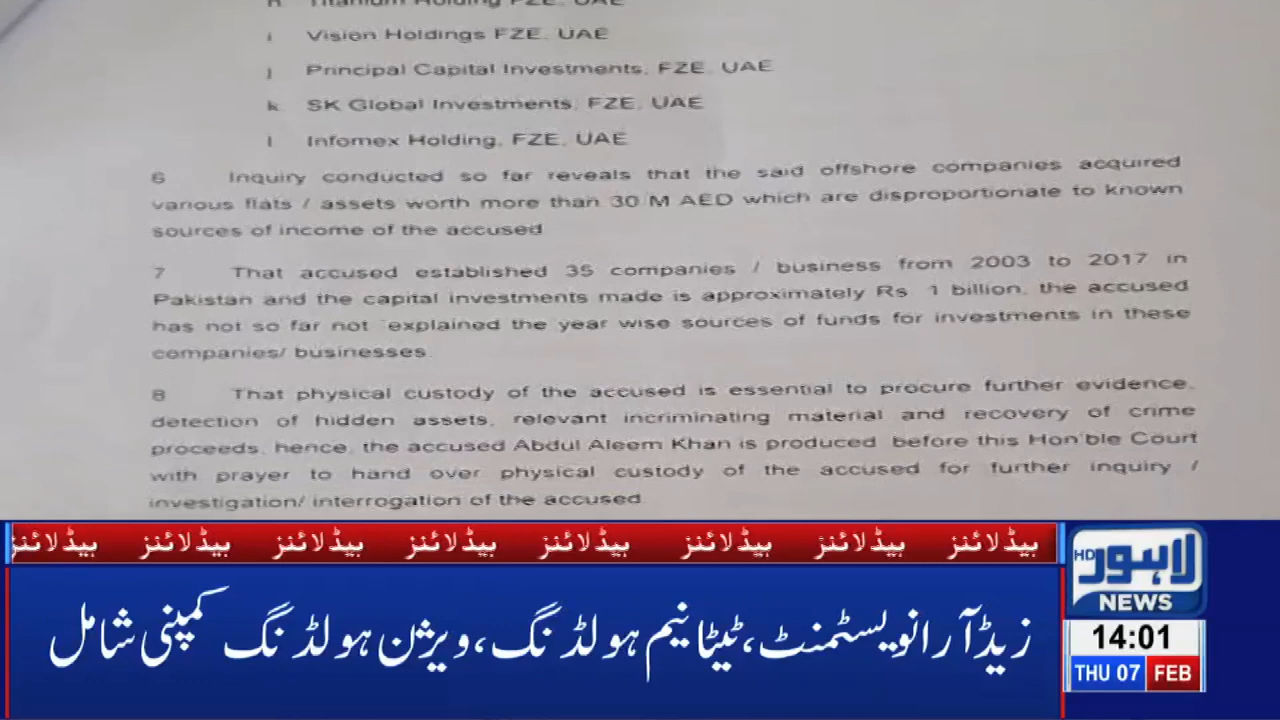 h Titanium Holding FZE, UAE
i Vision Holdings FZE, UAE
j Principal Capital Investments, FZE, UAE
k SK Global Investments, FZE, UAE
l Infomex Holding, FZE, UAE
6 Inquiry conducted so far reveals that the said offshore companies acquired
various flats / assets worth more than 30 M AED which are disproportionate to known
sources of income of the accused
7 That accused established 35 companies / business from 2003 to 2017 in
Pakistan and the capital investments made is approximately Rs. 1 billion, the accused
has not so far not explained the year wise sources of funds for investments in these
companies/ businesses.
8 That physical custody of the accused is essential to procure further evidence,
detection of hidden assets, relevant incriminating material and recovery of crime
proceeds, hence, the accused Abdul Aleem Khan is produced before this Hon'ble Court
with prayer to hand over physical custody of the accused for further inquiry /
investigation/ interrogation of the accused
ہیڈلائنز ہیڈلائنز ہیڈلائنز ہیڈلائنز ہیڈلائنز ہیڈلائنز ہیڈلائنز ہیڈلائنز
زیڈ آر انویسٹمنٹ، ٹیٹانیم ہولڈنگ، ویژن ہولڈنگ کمپنی شامل
HD لاہور
NEWS
14:01
THU 07 FEB